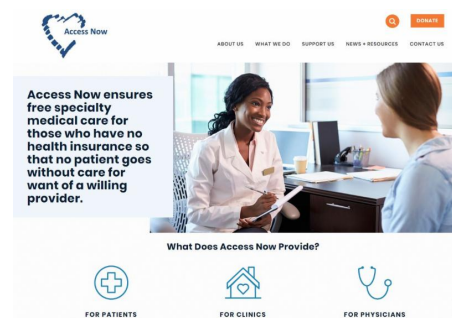 Access Now
DONATE
ABOUT US WHAT WE DO SUPPORT US NEWS + RESOURCES CONTACT US
Access Now ensures
free specialty
medical care for
those who have no
health insurance so
that no patient goes
without care for
want of a willing
provider.
What Does Access Now Provide?
FOR PATIENTS FOR CLINICS FOR PHYSICIANS